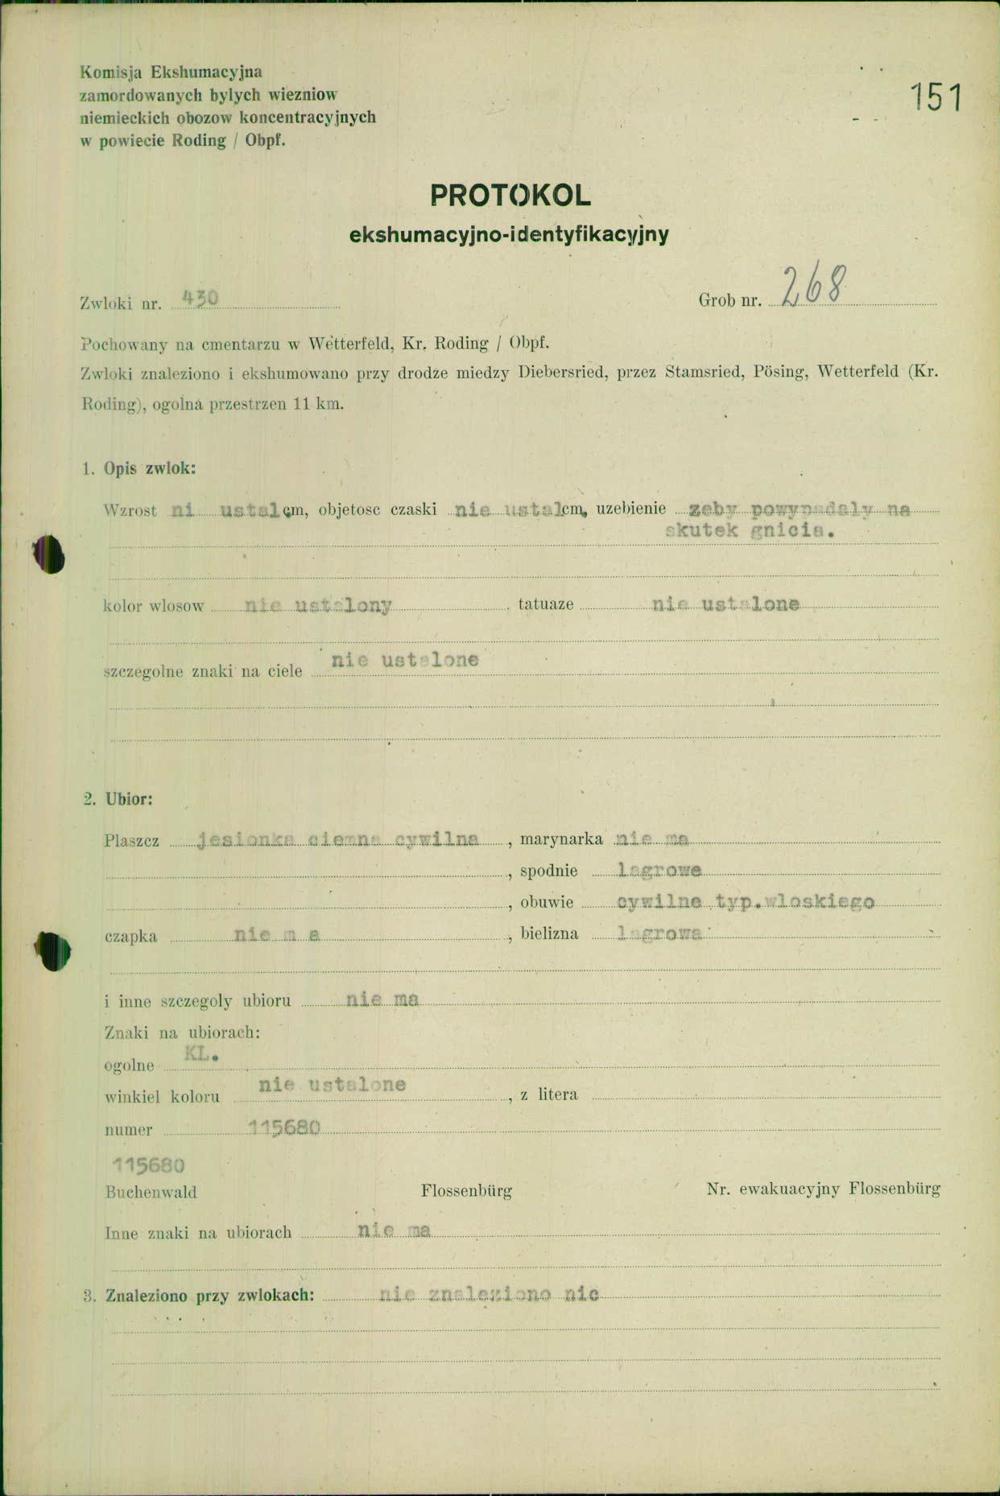 Komisja Ekshumacyjna
zamordowanych bylych wiezniow
niemieckich obozow koncentracyjnych
w powiecie Roding / Obpf.
151
PROTOKOL
ekshumacyjno-identyfikacyjny
Zwloki nr. 430 Grob nr. 268
Pochowany na cmentarzu w Wetterfeld, Kr. Roding / Obpf.
Zwloki znaleziono i ekshumowano przy drodze miedzy Diebersried, przez Stamsried, Pösing, Wetterfeld (Kr.
Roding), ogolna przestrzen 11 km.
1. Opis zwlok:
Wzrost ni ustal cm, objetosc czaski nie ustal cm, uzebienie zeby powypadaly na
skutek gnicia.
kolor wlosow nie ustalony tatuaze nie ustalone
szczegolne znaki na ciele nie ustalone
2. Ubior:
Plaszcz jesionka ciemna cywilna , marynarka nie ma
, spodnie lagrowe
, obuwie cywilne typ.wloskiego
czapka nie m a , bielizna lagrowa
i inne szczegoly ubioru nie ma
Znaki na ubiorach:
ogolne KL.
winkiel koloru nie ustalone , z litera
numer 115680
115680
Buchenwald Flossenbürg Nr. ewakuacyjny Flossenbürg
Inne znaki na ubiorach nie ma
3. Znaleziono przy zwlokach: nie znaleziono nic